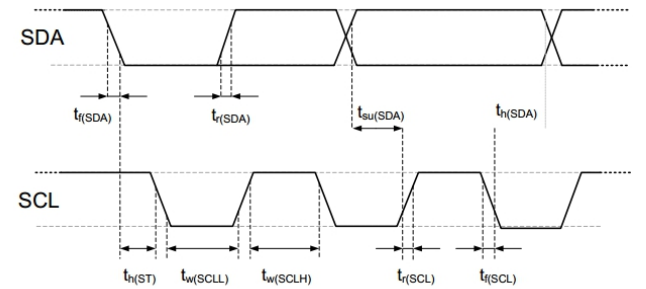 SDA
tf(SDA)
tr(SDA)
tsu(SDA)
th(SDA)
SCL
th(ST)
tw(SCLL)
tw(SCLH)
tr(SCL)
tf(SCL)